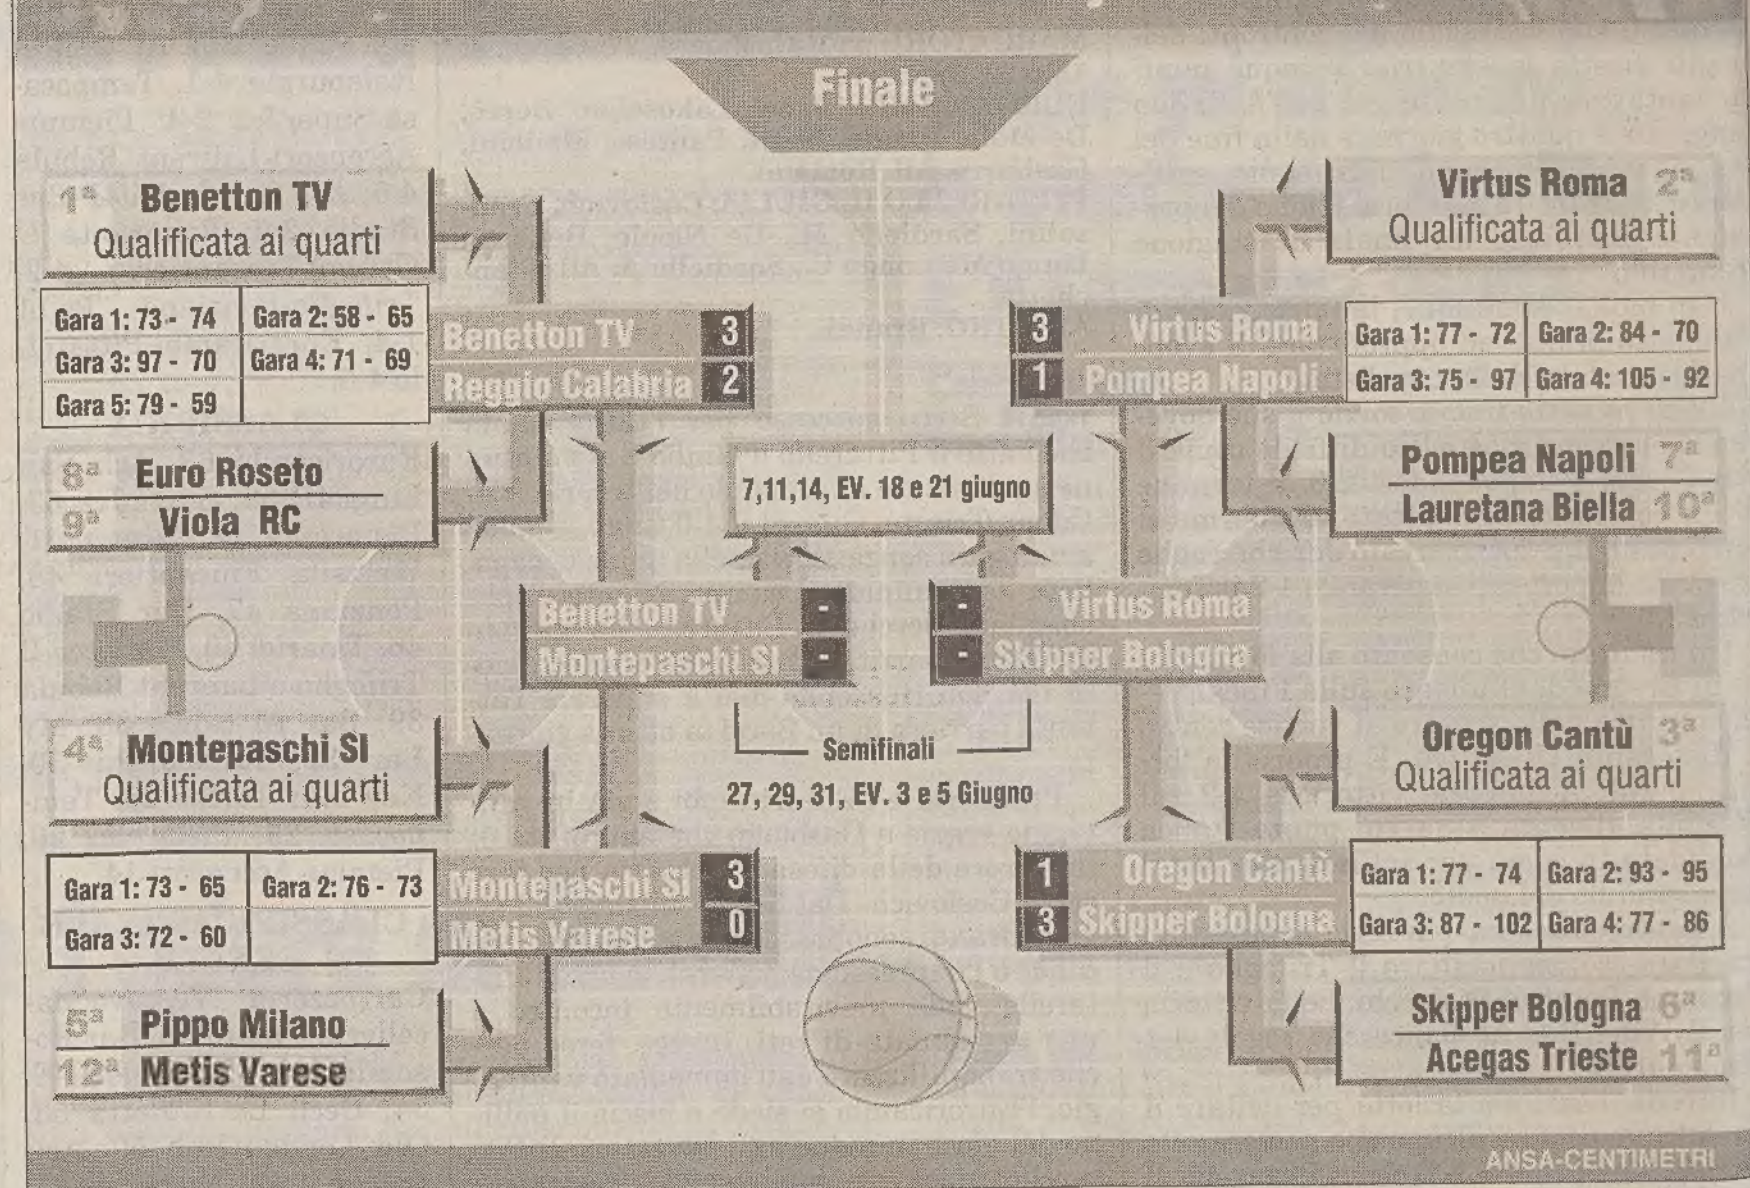 Finale
1ª Benetton TV
Qualificata ai quarti
Gara 1: 73 - 74 Gara 2: 58 - 65
Gara 3: 97 - 70 Gara 4: 71 - 69
Gara 5: 79 - 59
Benetton TV 3
Reggio Calabria 2
8ª Euro Roseto
9ª Viola RC
Virtus Roma 2ª
Qualificata ai quarti
3 Virtus Roma
1 Pompea Napoli
Gara 1: 77 - 72 Gara 2: 84 - 70
Gara 3: 75 - 97 Gara 4: 105 - 92
Pompea Napoli 7ª
Lauretana Biella 10ª
7,11,14, EV. 18 e 21 giugno
Benetton TV -
Montepaschi SI -
- Virtus Roma
- Skipper Bologna
Semifinali
27, 29, 31, EV. 3 e 5 Giugno
4ª Montepaschi SI
Qualificata ai quarti
Gara 1: 73 - 65 Gara 2: 76 - 73
Gara 3: 72 - 60
Montepaschi SI 3
Metis Varese 0
5ª Pippo Milano
12ª Metis Varese
Oregon Cantù 3ª
Qualificata ai quarti
1 Oregon Cantù
3 Skipper Bologna
Gara 1: 77 - 74 Gara 2: 93 - 95
Gara 3: 87 - 102 Gara 4: 77 - 86
Skipper Bologna 6ª
Acegas Trieste 11ª
ANSA-CENTIMETRI